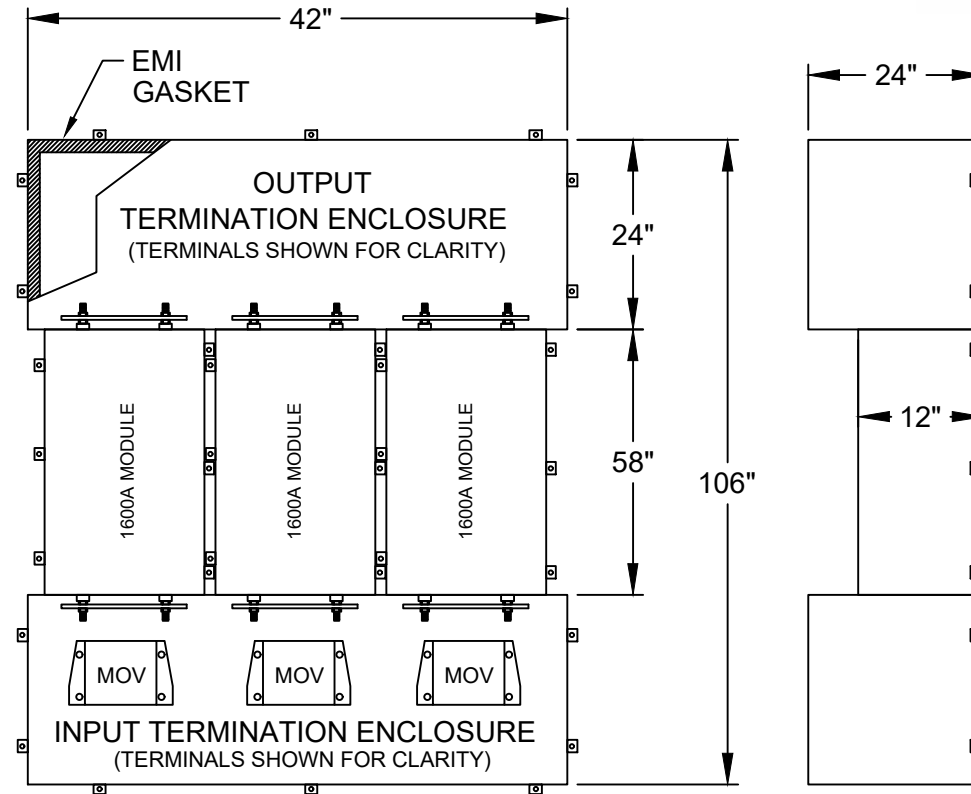 42"
EMI
GASKET
24"
OUTPUT
TERMINATION ENCLOSURE
(TERMINALS SHOWN FOR CLARITY)
24"
1600A MODULE
1600A MODULE
1600A MODULE
12"
58"
106"
MOV
MOV
MOV
INPUT TERMINATION ENCLOSURE
(TERMINALS SHOWN FOR CLARITY)